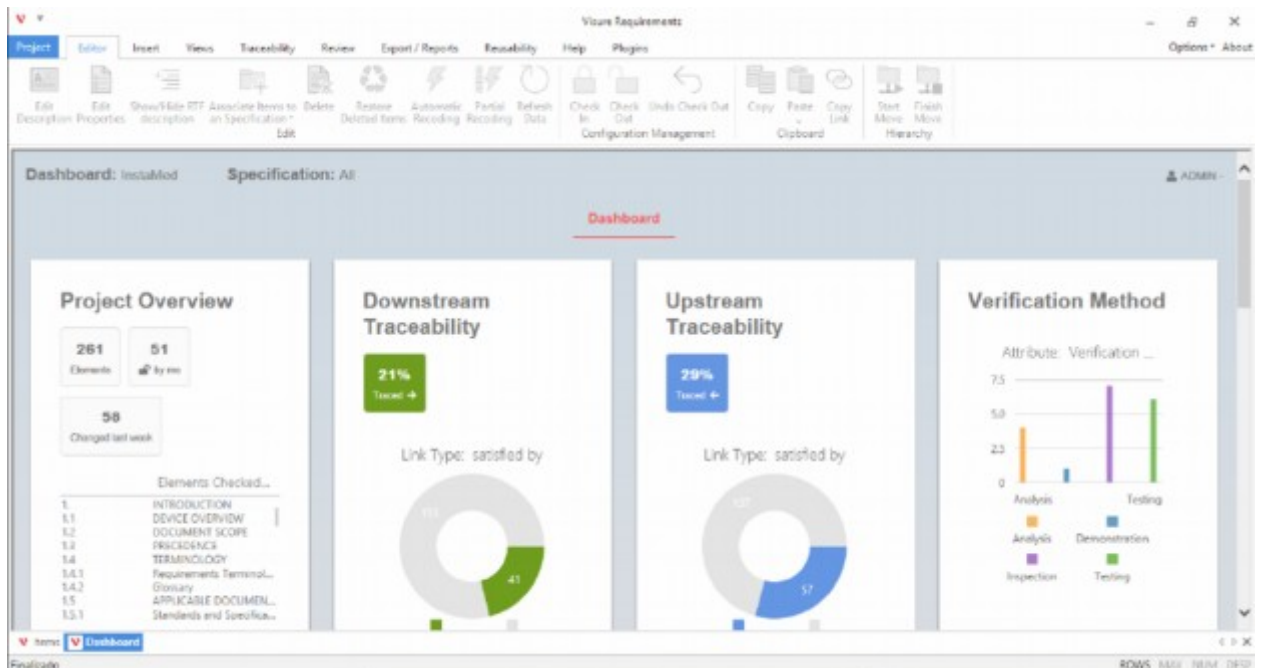 Visure Requirements
Project Editor Insert Views Traceability Review Export / Reports Reusability Help Plugins Options About
Edit Description Edit Properties Show/Hide RTF description Associate Items to an Specification Delete Restore Deleted Items Automatic Recoding Partial Recoding Refresh Data Check In Check Out Undo Check Out Copy Paste Copy Link Start Move Finish Move
Edit Configuration Management Clipboard Hierarchy
Dashboard: InstaMed Specification: All ADMIN
Dashboard
Project Overview
261 51
Elements by me
58
Changed last week
Elements Checked...
1. INTRODUCTION
1.1 DEVICE OVERVIEW
1.2 DOCUMENT SCOPE
1.3 PRECEDENCE
1.4 TERMINOLOGY
1.4.1 Requirements Terminol...
1.4.2 Glossary
1.5 APPLICABLE DOCUMEN...
1.5.1 Standards and Specifica...
Downstream
Traceability
21%
Traced →
Link Type: satisfied by
41
Upstream
Traceability
29%
Traced ←
Link Type: satisfied by
137
57
Verification Method
Attribute: Verification ...
7.5
5.0
2.5
0
Analysis Testing
Analysis Demonstration
Inspection Testing
Items Dashboard
Finalizado ROWS MAY NUM DESP